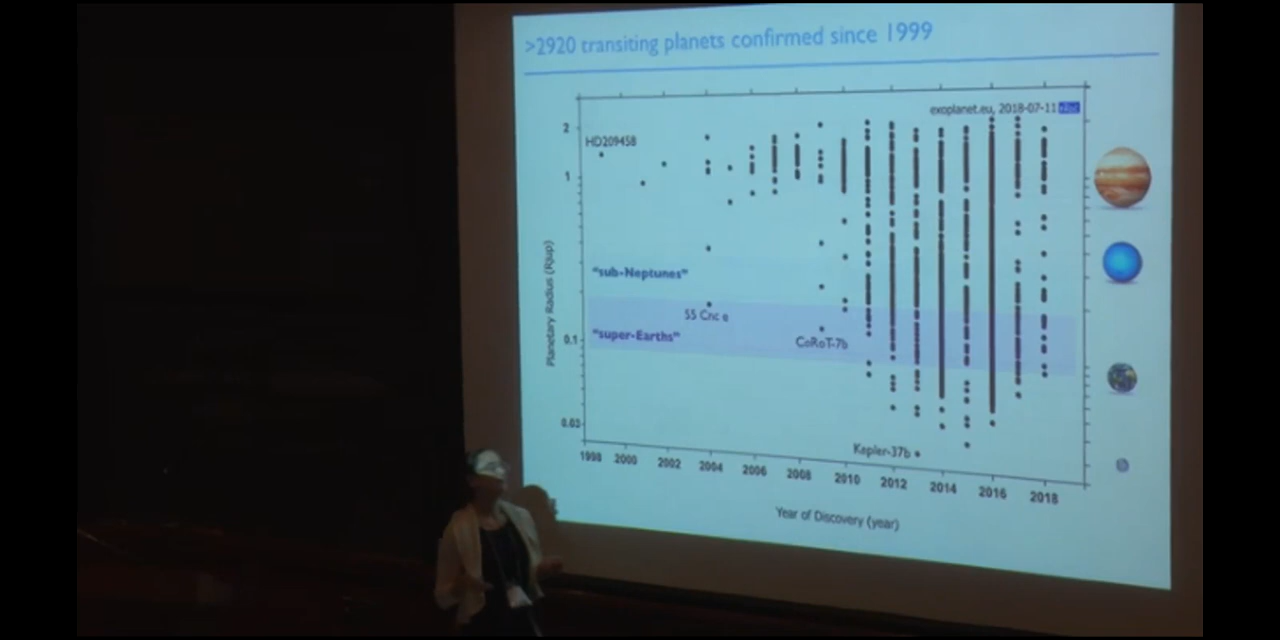 >2920 transiting planets confirmed since 1999
exoplanet.eu, 2018-07-11
2
HD209458
1
Planetary Radius (Rjup)
"sub-Neptunes"
55 Cnc e
"super-Earths"
CoRoT-7b
0.1
0.03
Kepler-37b
1998 2000 2002 2004 2006 2008 2010 2012 2014 2016 2018
Year of Discovery (year)